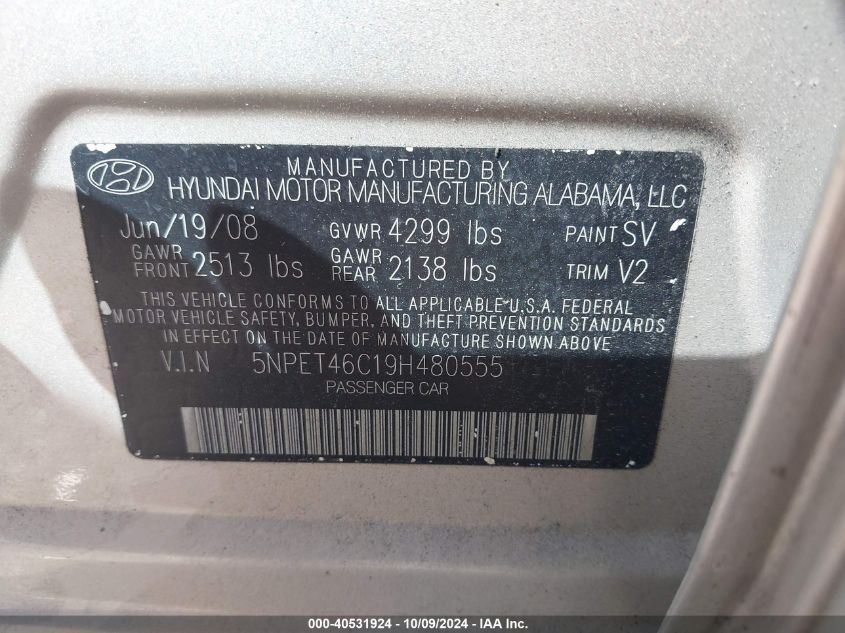 MANUFACTURED BY
HYUNDAI MOTOR MANUFACTURING ALABAMA, LLC
Jun/19/08 GVWR 4299 lbs PAINT SV
GAWR FRONT 2513 lbs GAWR REAR 2138 lbs TRIM V2
THIS VEHICLE CONFORMS TO ALL APPLICABLE U.S.A. FEDERAL
MOTOR VEHICLE SAFETY, BUMPER, AND THEFT PREVENTION STANDARDS
IN EFFECT ON THE DATE OF MANUFACTURE SHOWN ABOVE
V.I.N 5NPET46C19H480555
PASSENGER CAR
000-40531924 - 10/09/2024 - IAA Inc.